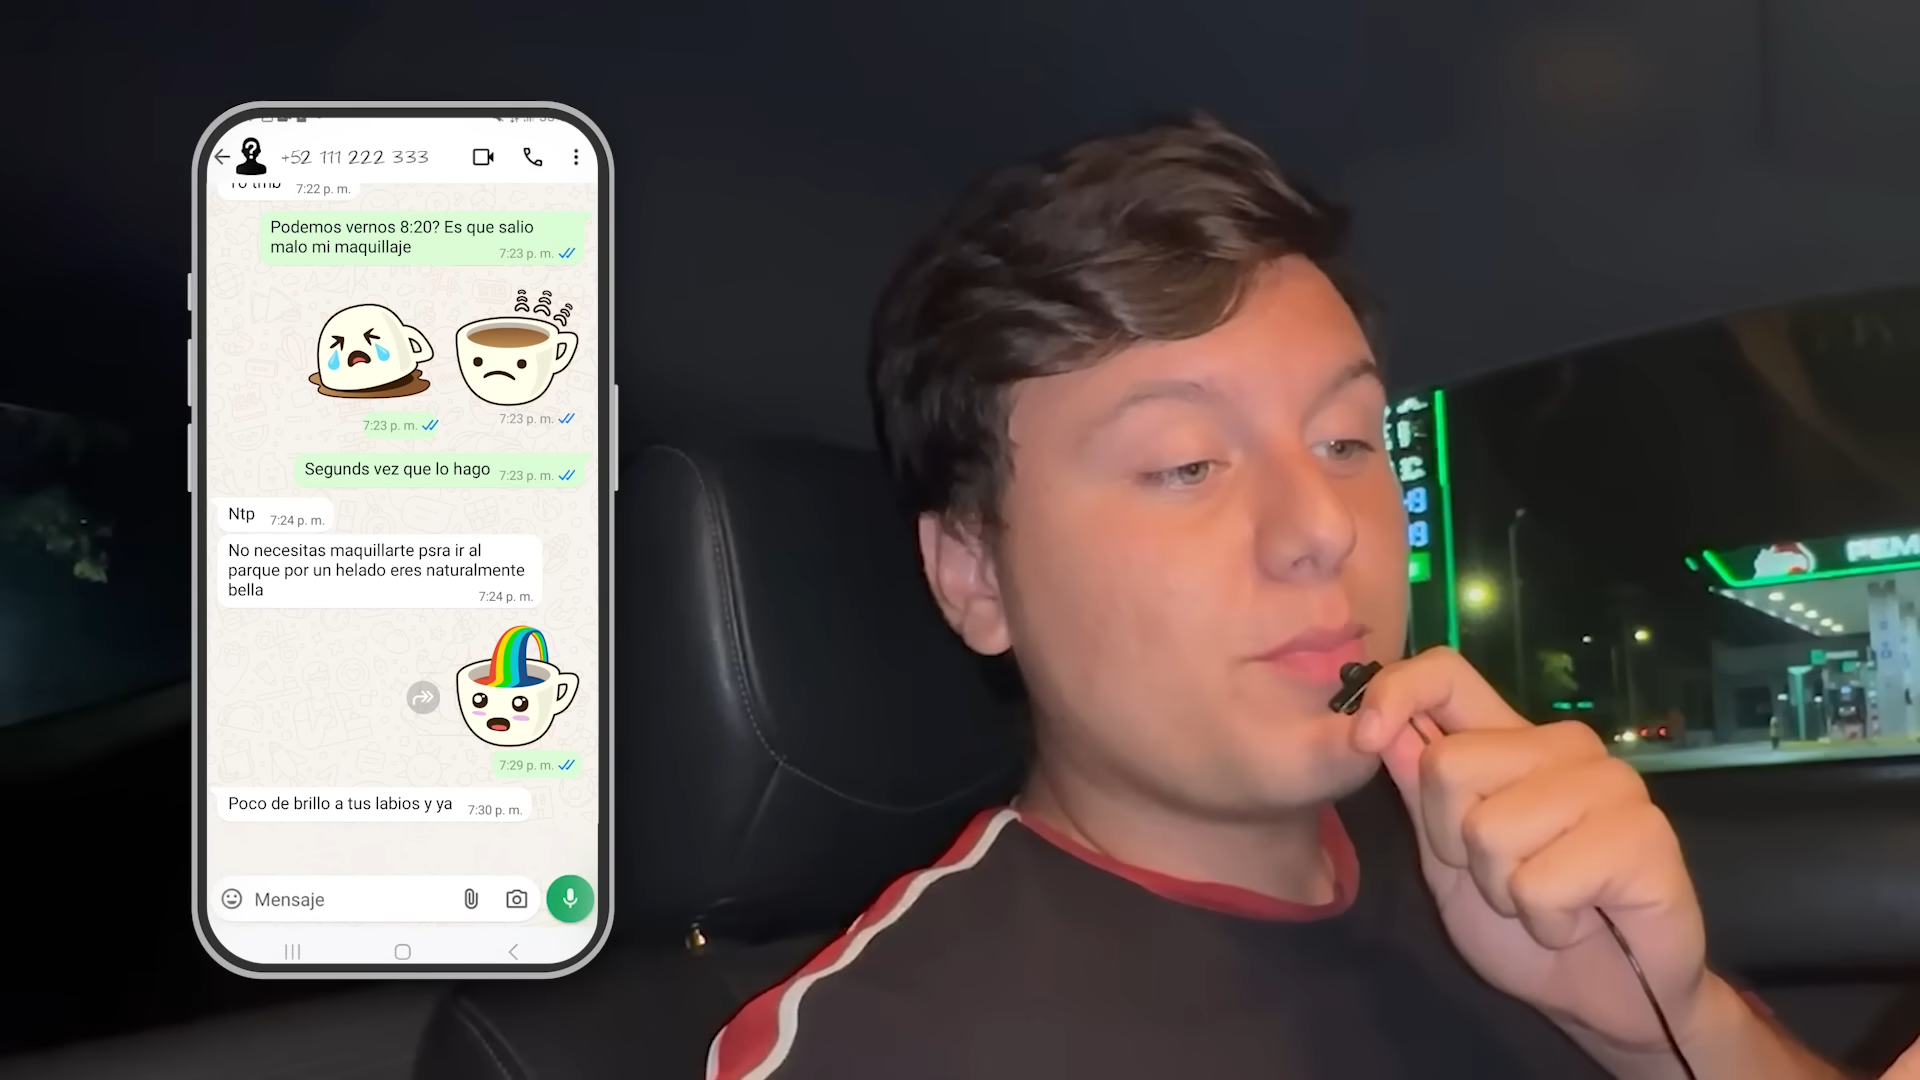 +52 111 222 333
Yo tmb 7:22 p. m.
Podemos vernos 8:20? Es que salio
malo mi maquillaje 7:23 p. m.
7:23 p. m.
7:23 p. m.
Segunds vez que lo hago 7:23 p. m.
Ntp 7:24 p. m.
No necesitas maquillarte psra ir al
parque por un helado eres naturalmente
bella
7:24 p. m.
7:29 p. m.
Poco de brillo a tus labios y ya 7:30 p. m.
Mensaje
PEM